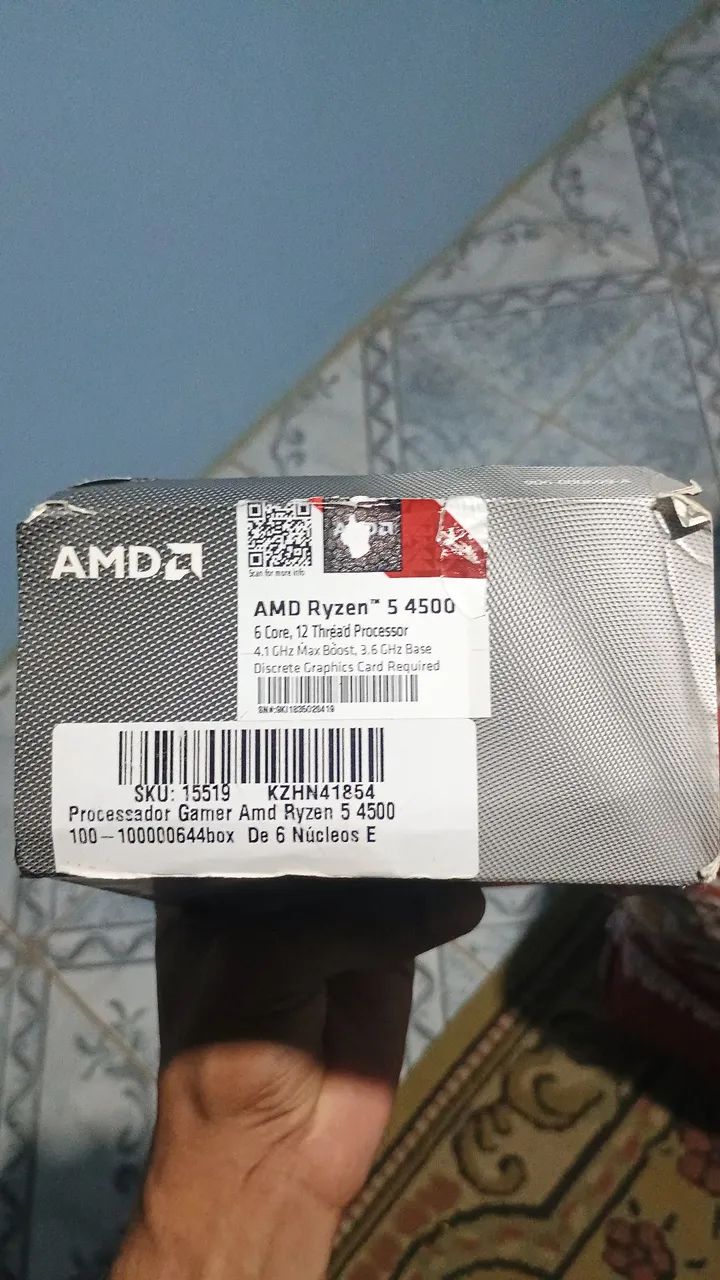 AMD
Scan for more info
AMD
AMD Ryzen™ 5 4500
6 Core, 12 Thread Processor
4.1 GHz Max Boost, 3.6 GHz Base
Discrete Graphics Card Required
SKU: 15519 KZHN41854
Processador Gamer Amd Ryzen 5 4500
100-100000644box De 6 Núcleos E